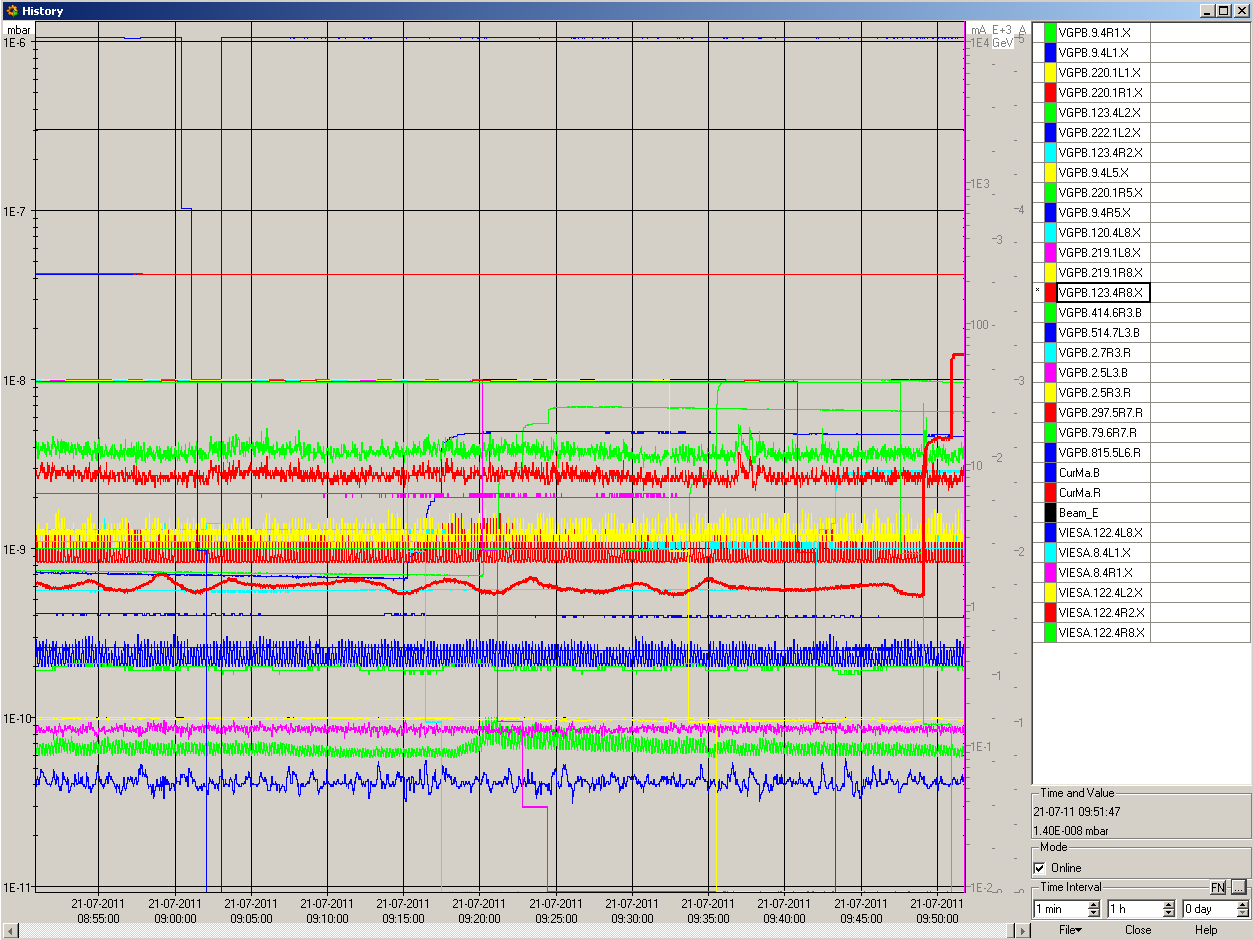 History
mbar
1E-6
1E-7
1E-8
1E-9
1E-10
1E-11
mA E+3 A
1E4 GeV 5
1E3
4
3
100
3
10
2
2
1
1
1
1E-1
1E-2
21-07-2011 21-07-2011 21-07-2011 21-07-2011 21-07-2011 21-07-2011 21-07-2011 21-07-2011 21-07-2011 21-07-2011 21-07-2011 21-07-2011
08:55:00 09:00:00 09:05:00 09:10:00 09:15:00 09:20:00 09:25:00 09:30:00 09:35:00 09:40:00 09:45:00 09:50:00
VGPB.9.4R1.X
VGPB.9.4L1.X
VGPB.220.1L1.X
VGPB.220.1R1.X
VGPB.123.4L2.X
VGPB.222.1L2.X
VGPB.123.4R2.X
VGPB.9.4L5.X
VGPB.220.1R5.X
VGPB.9.4R5.X
VGPB.120.4L8.X
VGPB.219.1L8.X
VGPB.219.1R8.X
* VGPB.123.4R8.X
VGPB.414.6R3.B
VGPB.514.7L3.B
VGPB.2.7R3.R
VGPB.2.5L3.B
VGPB.2.5R3.R
VGPB.297.5R7.R
VGPB.79.6R7.R
VGPB.815.5L6.R
CurMa.B
CurMa.R
Beam_E
VIESA.122.4L8.X
VIESA.8.4L1.X
VIESA.8.4R1.X
VIESA.122.4L2.X
VIESA.122.4R2.X
VIESA.122.4R8.X
Time and Value
21-07-11 09:51:47
1.40E-008 mbar
Mode
Online
Time Interval FN ...
1 min 1 h 0 day
File Close Help